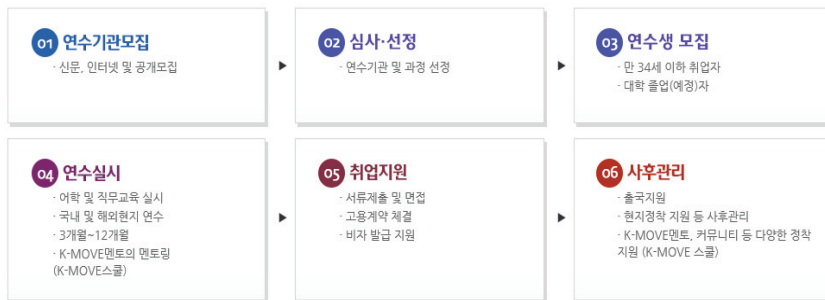 01 연수기관모집
· 신문, 인터넷 및 공개모집
02 심사·선정
· 연수기관 및 과정 선정
03 연수생 모집
· 만 34세 이하 취업자
· 대학 졸업(예정)자
04 연수실시
· 어학 및 직무교육 실시
· 국내 및 해외현지 연수
· 3개월~12개월
· K-MOVE멘토의 멘토링
(K-MOVE스쿨)
05 취업지원
· 서류제출 및 면접
· 고용계약 체결
· 비자 발급 지원
06 사후관리
· 출국지원
· 현지정착 지원 등 사후관리
· K-MOVE멘토, 커뮤니티 등 다양한 정착
지원 (K-MOVE 스쿨)